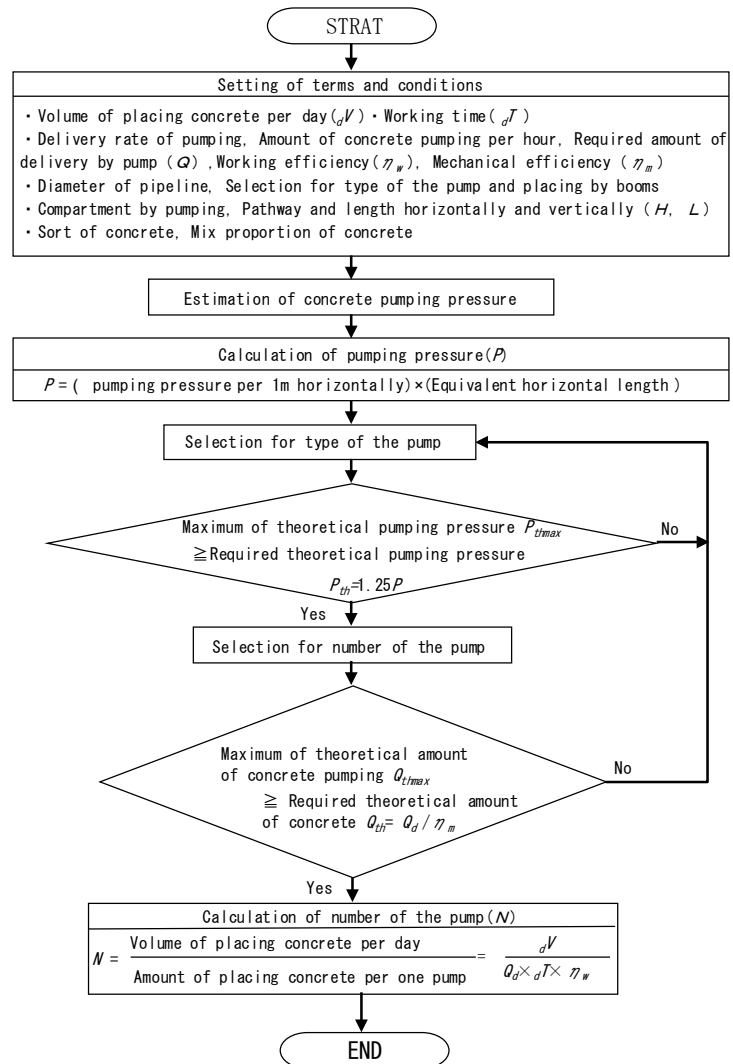 STRAT
Setting of terms and conditions
・Volume of placing concrete per day(dV)・Working time( dT)
・Delivery rate of pumping, Amount of concrete pumping per hour, Required amount of
delivery by pump (Q) ,Working efficiency(ηw), Mechanical efficiency (ηm)
・Diameter of pipeline, Selection for type of the pump and placing by booms
・Compartment by pumping, Pathway and length horizontally and vertically (H, L)
・Sort of concrete, Mix proportion of concrete
Estimation of concrete pumping pressure
Calculation of pumping pressure(P)
P = ( pumping pressure per 1m horizontally)×(Equivalent horizontal length)
Selection for type of the pump
Maximum of theoretical pumping pressure Pthmax
≧Required theoretical pumping pressure
Pth=1.25P
No
Yes
Selection for number of the pump
Maximum of theoretical amount
of concrete pumping Qthmax
≧ Required theoretical amount
of concrete Qth= Qd / ηm
No
Yes
Calculation of number of the pump(N)
N = Volume of placing concrete per day / Amount of placing concrete per one pump = dV / Qd×dT×ηw
END